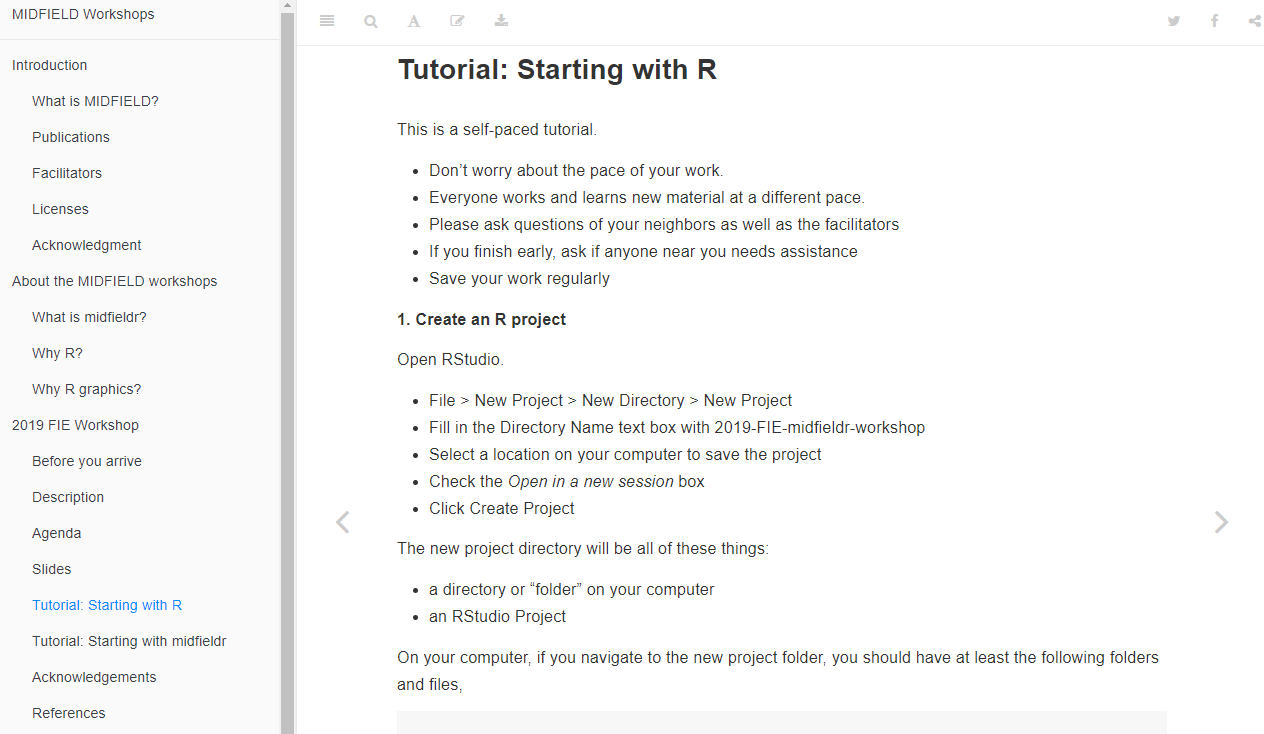 MIDFIELD Workshops
Introduction
What is MIDFIELD?
Publications
Facilitators
Licenses
Acknowledgment
About the MIDFIELD workshops
What is midfieldr?
Why R?
Why R graphics?
2019 FIE Workshop
Before you arrive
Description
Agenda
Slides
Tutorial: Starting with R
Tutorial: Starting with midfieldr
Acknowledgements
References
A
Tutorial: Starting with R
This is a self-paced tutorial.
• Don’t worry about the pace of your work.
• Everyone works and learns new material at a different pace.
• Please ask questions of your neighbors as well as the facilitators
• If you finish early, ask if anyone near you needs assistance
• Save your work regularly
1. Create an R project
Open RStudio.
• File > New Project > New Directory > New Project
• Fill in the Directory Name text box with 2019-FIE-midfieldr-workshop
• Select a location on your computer to save the project
• Check the Open in a new session box
• Click Create Project
The new project directory will be all of these things:
• a directory or “folder” on your computer
• an RStudio Project
On your computer, if you navigate to the new project folder, you should have at least the following folders
and files,